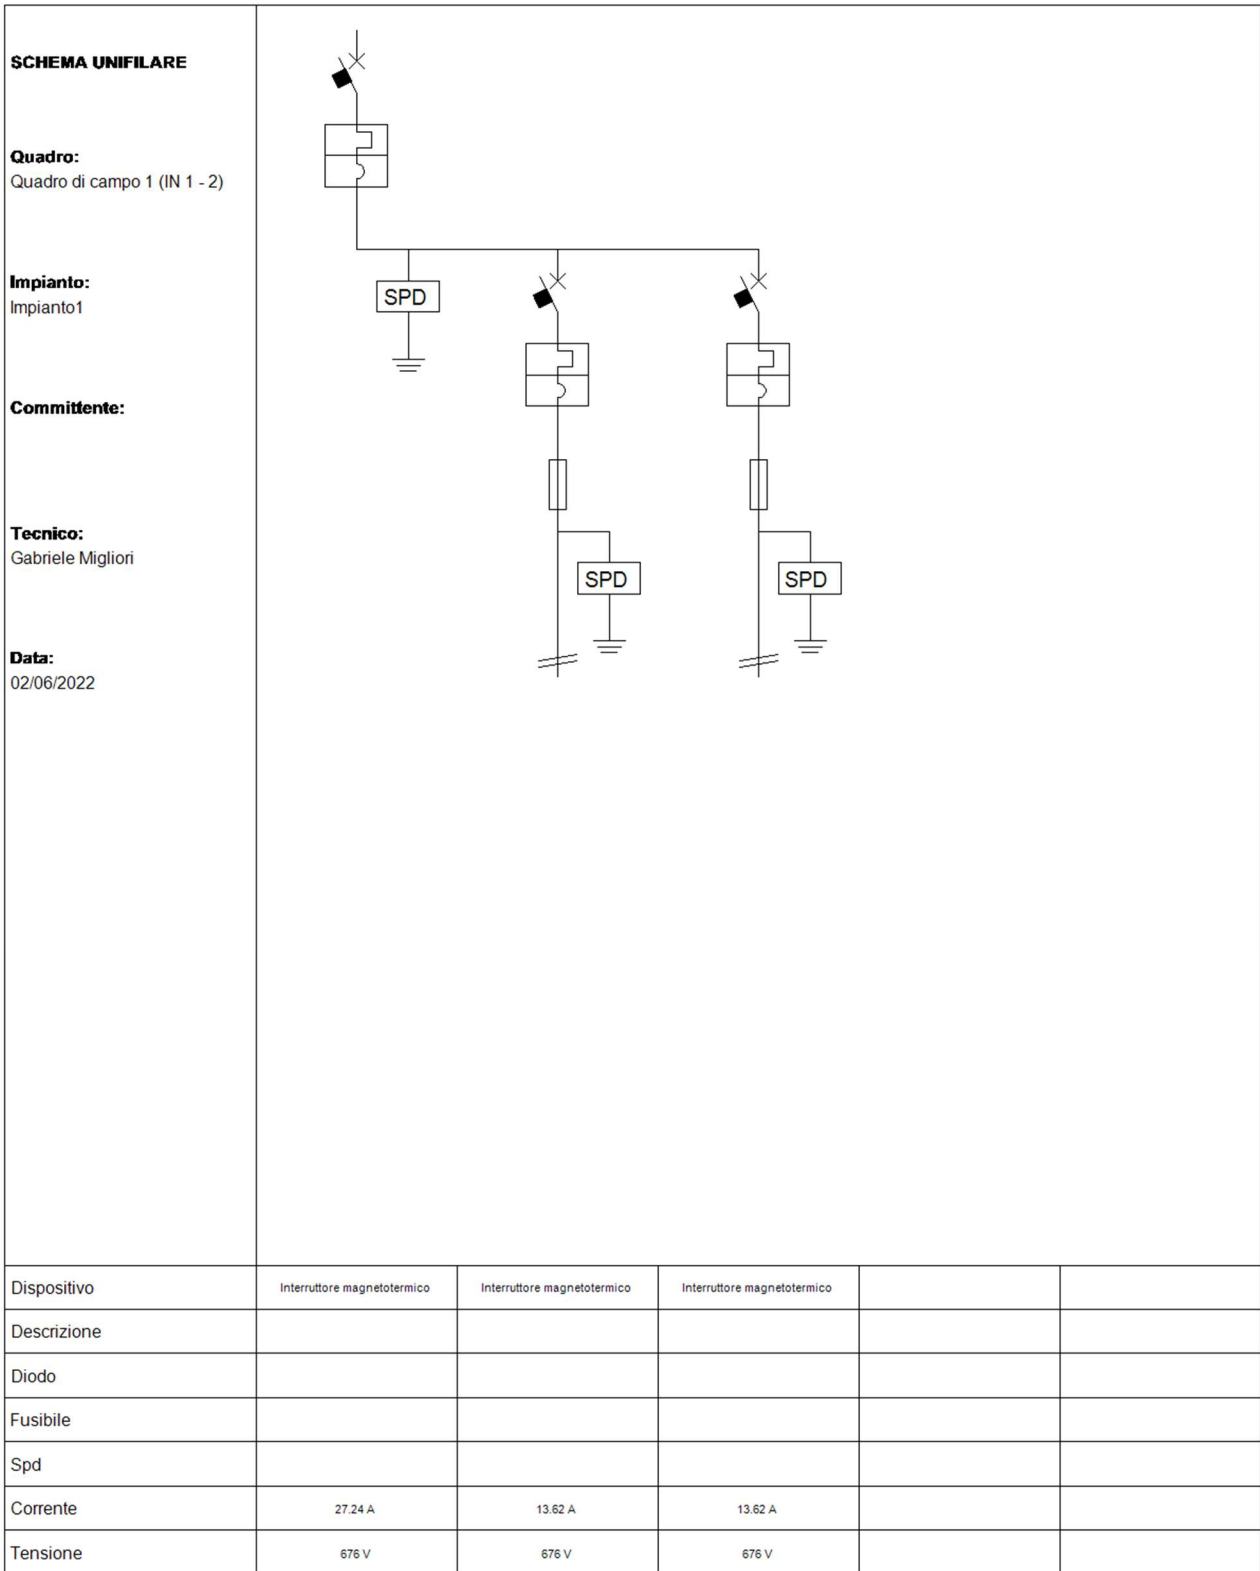 SCHEMA UNIFILARE
Quadro:
Quadro di campo 1 (IN 1 - 2)
Impianto:
Impianto1
Committente:
Tecnico:
Gabriele Migliori
Data:
02/06/2022
SPD
SPD
SPD
Dispositivo Interruttore magnetotermico Interruttore magnetotermico Interruttore magnetotermico
Descrizione
Diodo
Fusibile
Spd
Corrente 27.24 A 13.62 A 13.62 A
Tensione 676 V 676 V 676 V